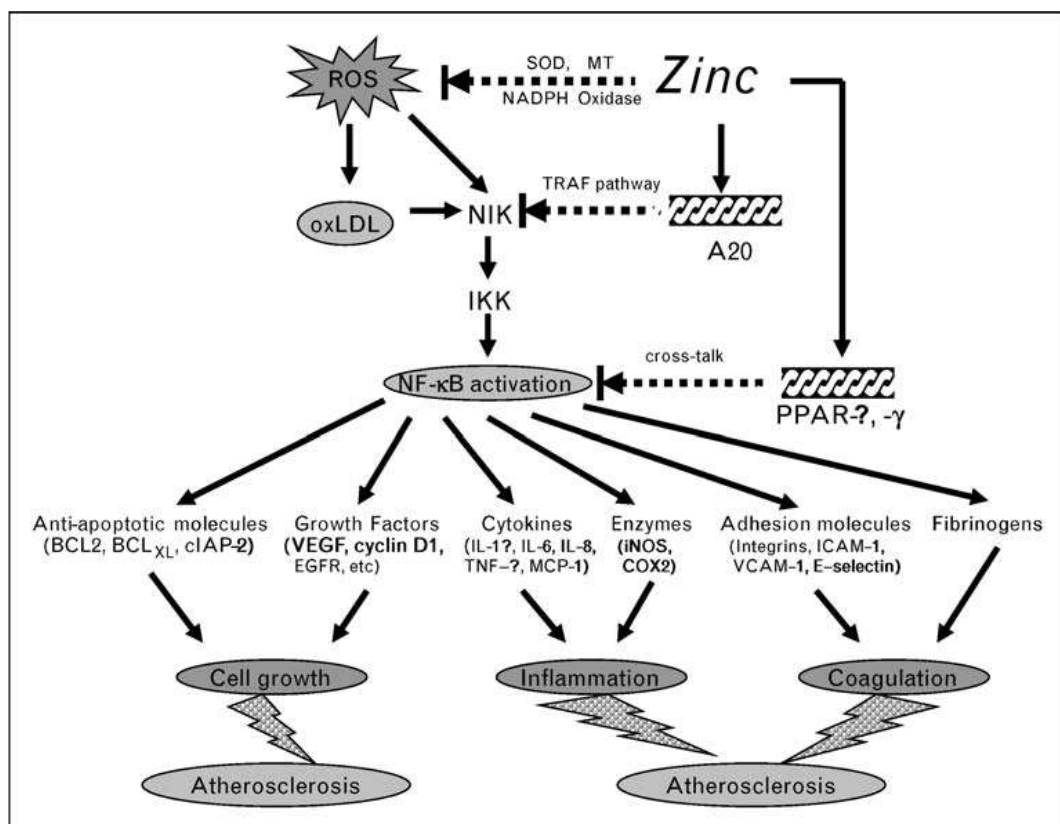 ROS
SOD, MT
NADPH Oxidase
Zinc
TRAF pathway
oxLDL
NIK
A20
IKK
cross-talk
NF-κB activation
PPAR-?, -γ
Anti-apoptotic molecules
(BCL2, BCLXL, cIAP-2)
Growth Factors
(VEGF, cyclin D1,
EGFR, etc)
Cytokines
(IL-1?, IL-6, IL-8,
TNF-?, MCP-1)
Enzymes
(iNOS,
COX2)
Adhesion molecules
(Integrins, ICAM-1,
VCAM-1, E-selectin)
Fibrinogens
Cell growth
Inflammation
Coagulation
Atherosclerosis
Atherosclerosis